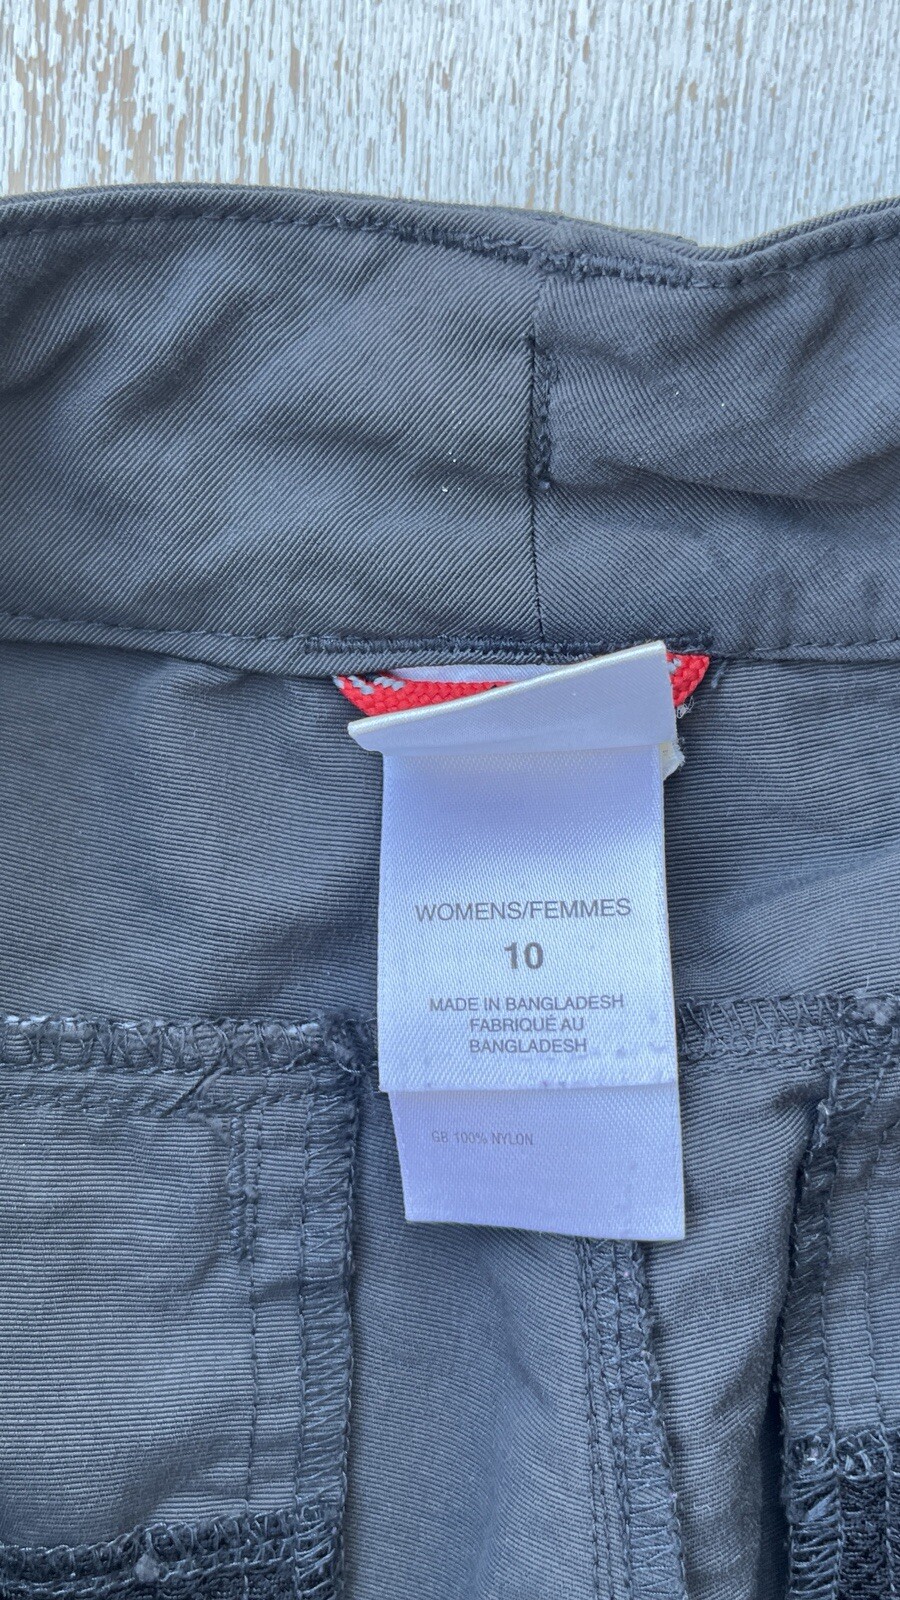 WOMENS/FEMMES
10
MADE IN BANGLADESH
FABRIQUÉ AU
BANGLADESH
GB 100% NYLON